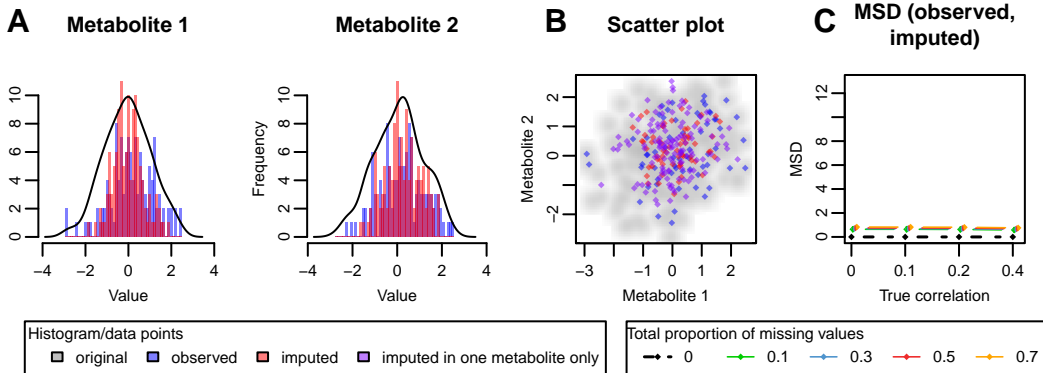 A
Metabolite 1
Metabolite 2
B
Scatter plot
C
MSD (observed,
imputed)
0
2
4
6
8
10
−4
−2
0
2
4
Value
Frequency
0
2
4
6
8
10
−4
−2
0
2
4
Value
Metabolite 2
−2
0
1
2
−3
−1
0
1
2
Metabolite 1
MSD
0
2
4
8
12
0
0.1
0.2
0.4
True correlation
Histogram/data points
original observed imputed imputed in one metabolite only
Total proportion of missing values
0 0.1 0.3 0.5 0.7